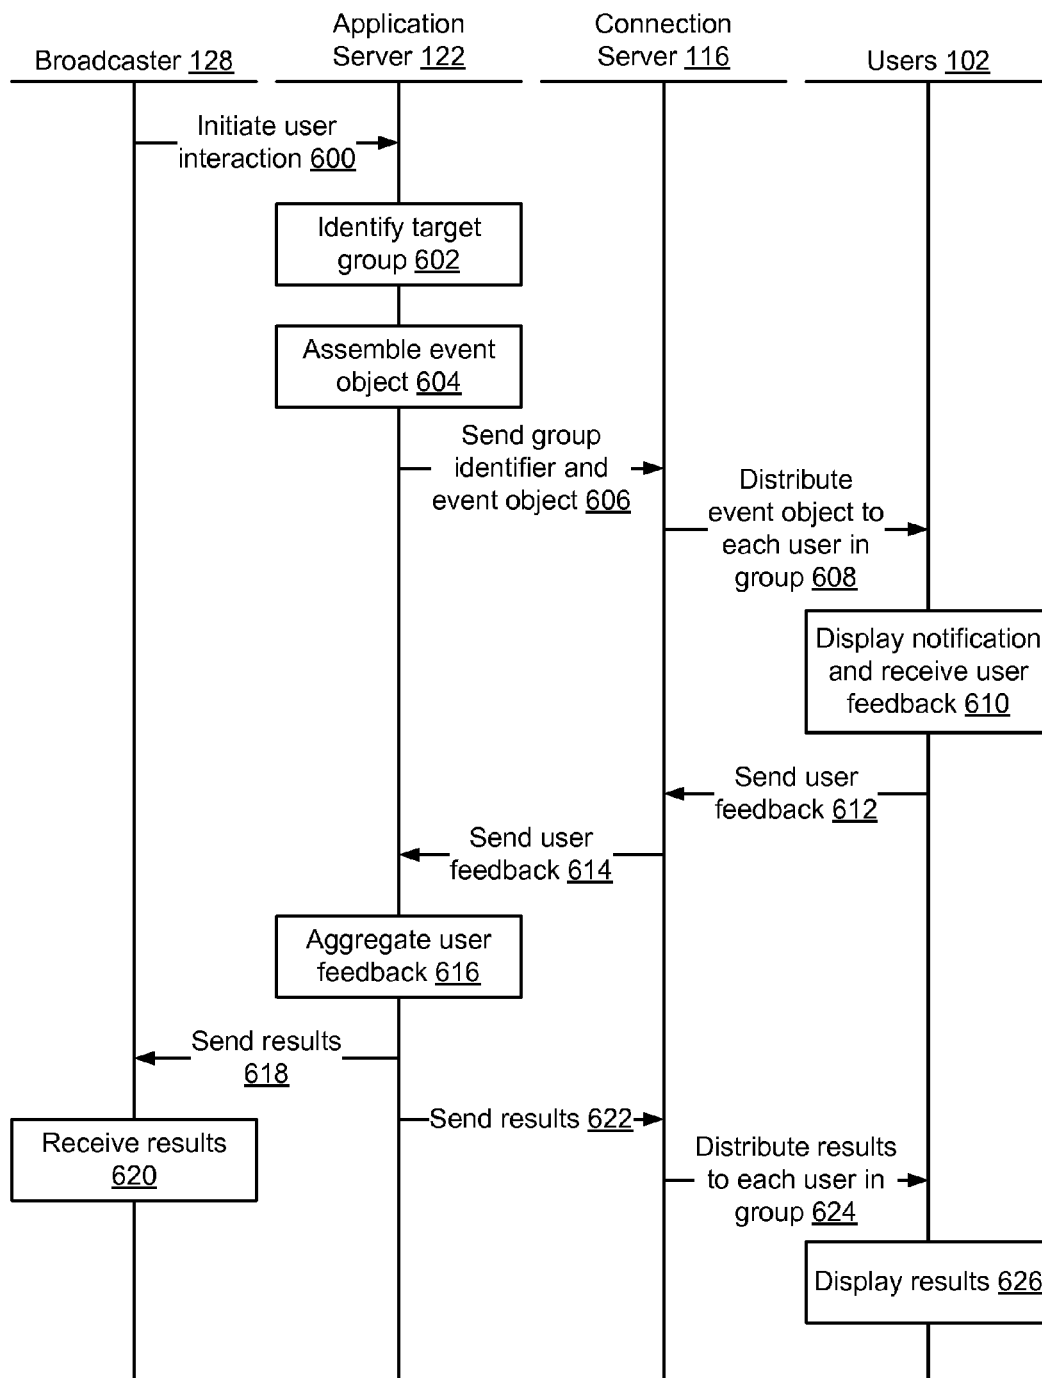 Broadcaster 128
Application
Server 122
Connection
Server 116
Users 102
Initiate user
interaction 600
Identify target
group 602
Assemble event
object 604
Send group
identifier and
event object 606
Distribute
event object to
each user in
group 608
Display notification
and receive user
feedback 610
Send user
feedback 612
Send user
feedback 614
Aggregate user
feedback 616
Send results
618
Receive results
620
Send results 622
Distribute results
to each user in
group 624
Display results 626